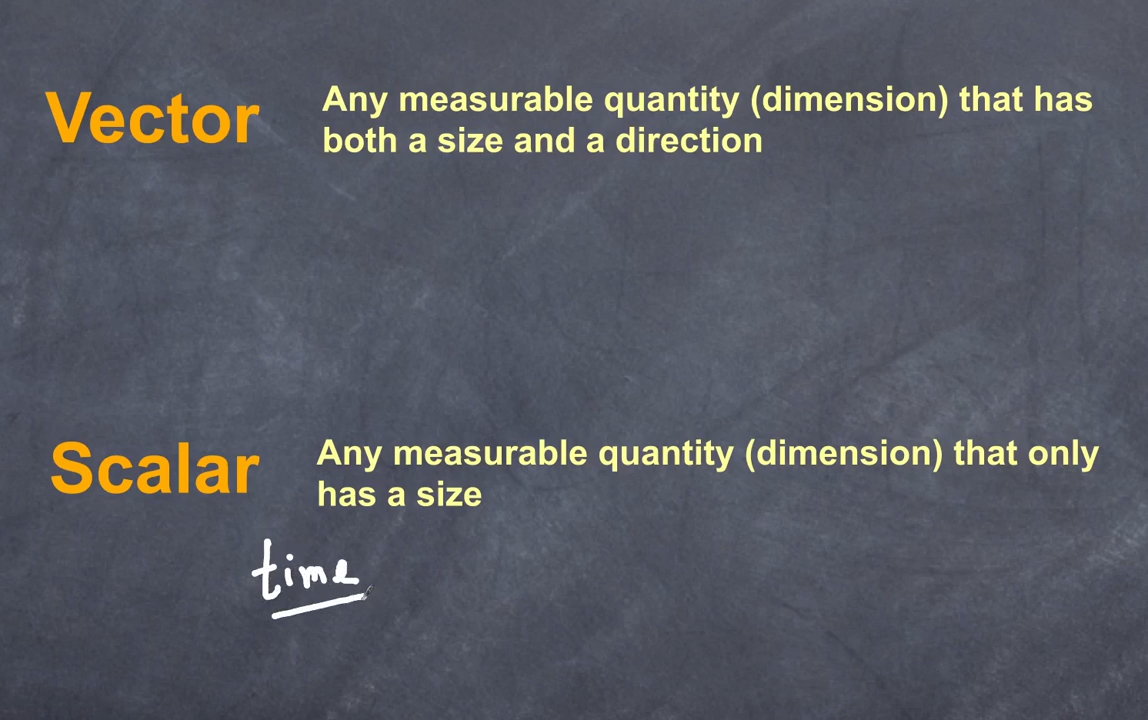 Vector
Any measurable quantity (dimension) that has
both a size and a direction
Scalar
Any measurable quantity (dimension) that only
has a size
time